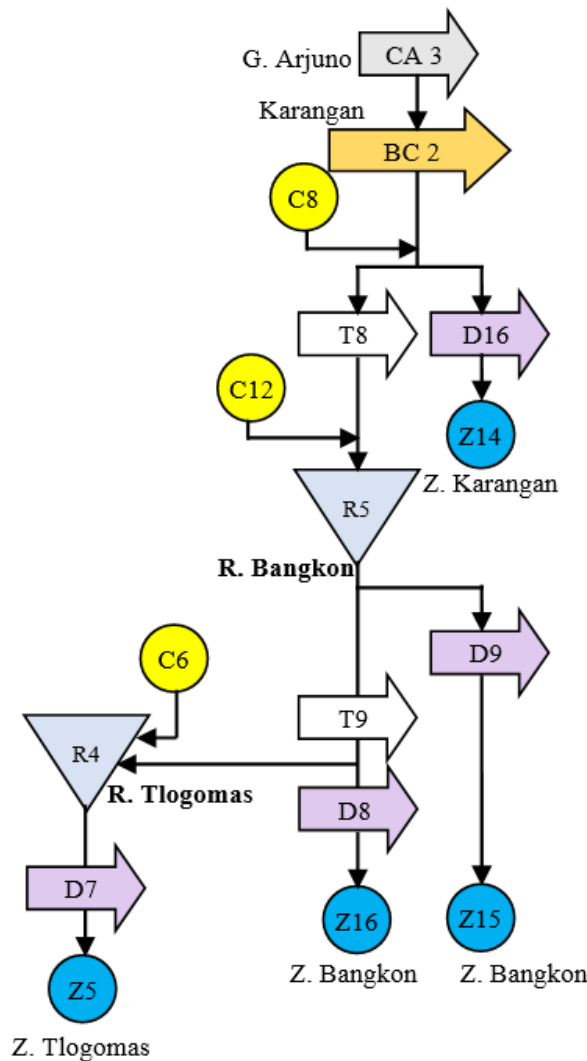 G. Arjuno
CA 3
Karangan
BC 2
C8
T8
D16
C12
Z14
Z. Karangan
R5
R. Bangkon
C6
D9
T9
R4
R. Tlogomas
D8
D7
Z16
Z15
Z. Bangkon
Z. Bangkon
Z5
Z. Tlogomas